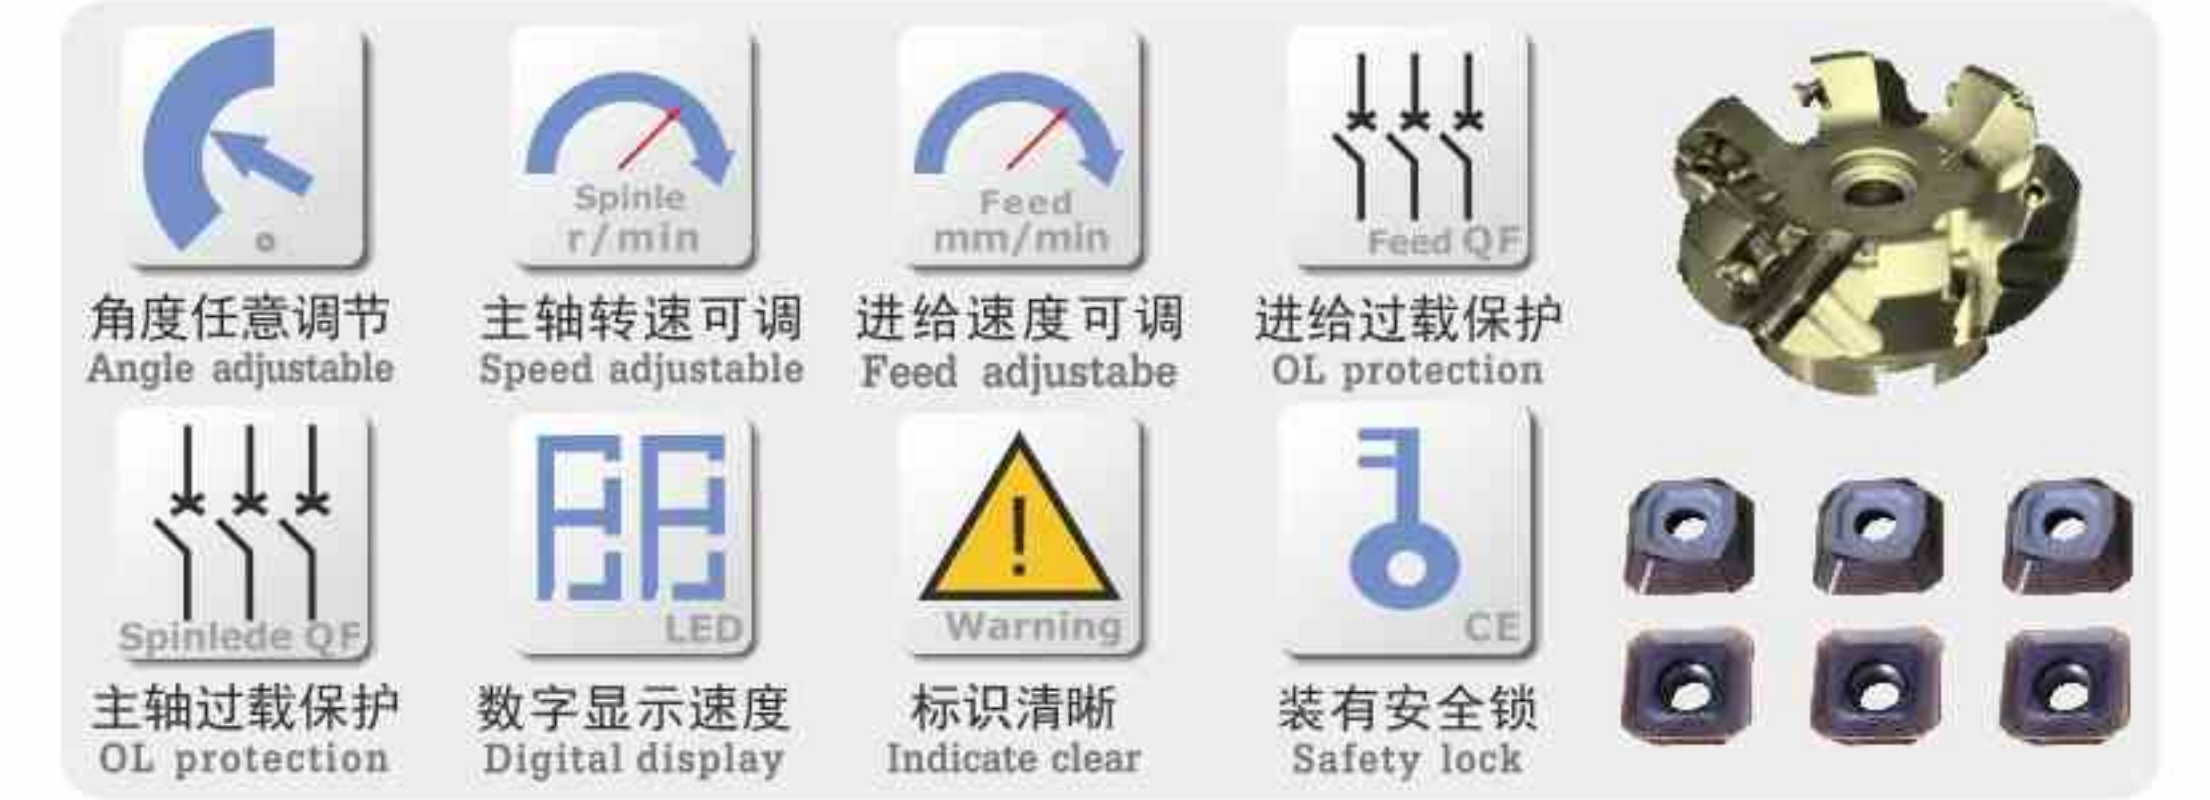 °
Spinle
r/min
Feed
mm/min
Feed QF
角度任意调节
主轴转速可调
进给速度可调
进给过载保护
Angle adjustable
Speed adjustable
Feed adjustabe
OL protection
Spinlede QF
LED
!
Warning
CE
主轴过载保护
数字显示速度
标识清晰
装有安全锁
OL protection
Digital display
Indicate clear
Safety lock